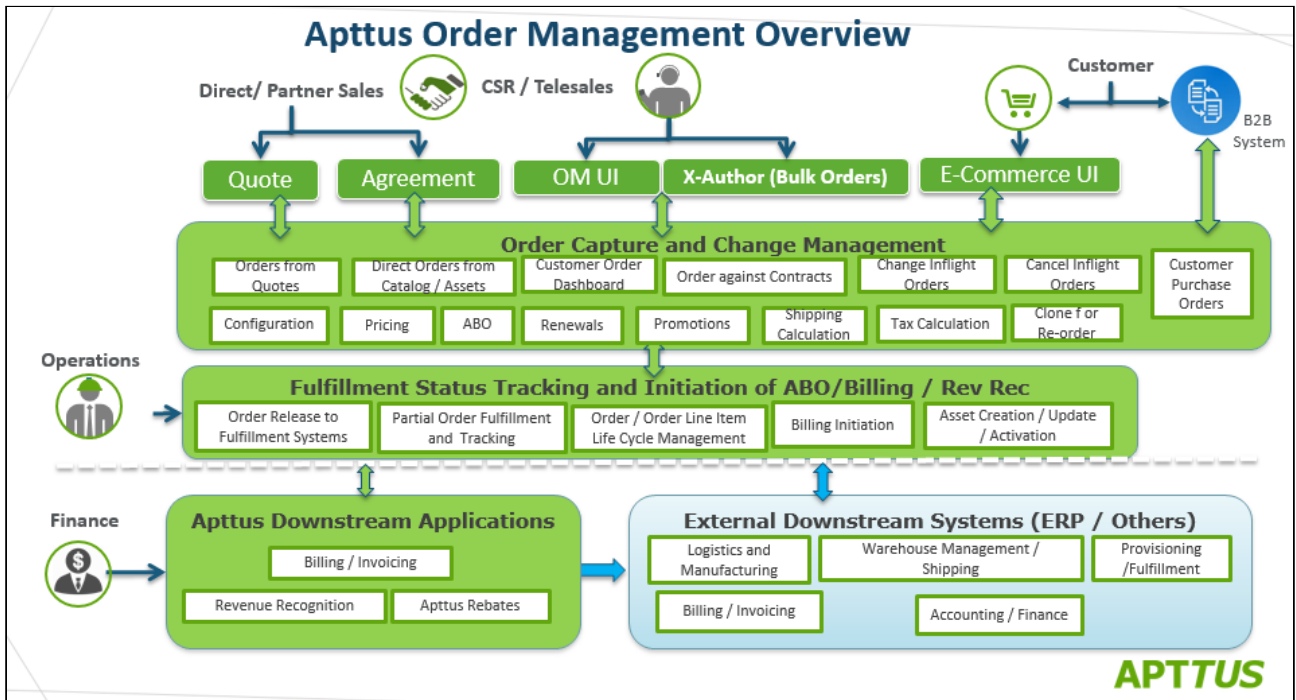 Apttus Order Management Overview
Direct/ Partner Sales
CSR / Telesales
Customer
B2B
System
Quote
Agreement
OM UI
X-Author (Bulk Orders)
E-Commerce UI
Order Capture and Change Management
Orders from
Quotes
Direct Orders from
Catalog / Assets
Customer Order
Dashboard
Order against Contracts
Change Inflight
Orders
Cancel Inflight
Orders
Customer
Purchase
Orders
Configuration
Pricing
ABO
Renewals
Promotions
Shipping
Calculation
Tax Calculation
Clone f or
Re-order
Operations
Fulfillment Status Tracking and Initiation of ABO/Billing / Rev Rec
Order Release to
Fulfillment Systems
Partial Order Fulfillment
and Tracking
Order / Order Line Item
Life Cycle Management
Billing Initiation
Asset Creation / Update
/ Activation
Finance
Apttus Downstream Applications
Billing / Invoicing
Revenue Recognition
Apttus Rebates
External Downstream Systems (ERP / Others)
Logistics and
Manufacturing
Warehouse Management /
Shipping
Provisioning
/Fulfillment
Billing / Invoicing
Accounting / Finance
APTTUS